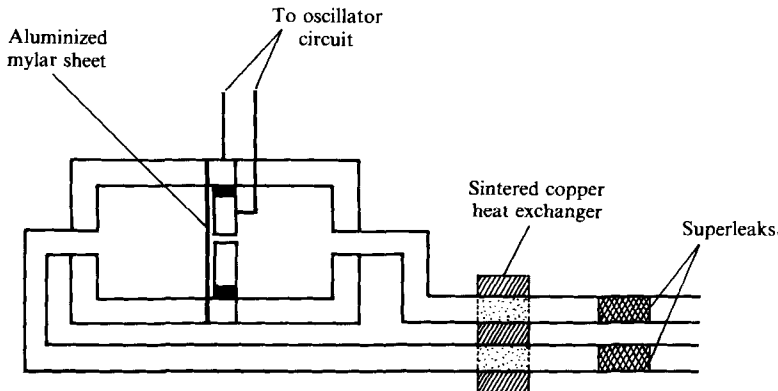 To oscillator
circuit
Aluminized
mylar sheet
Sintered copper
heat exchanger
Superleaks.